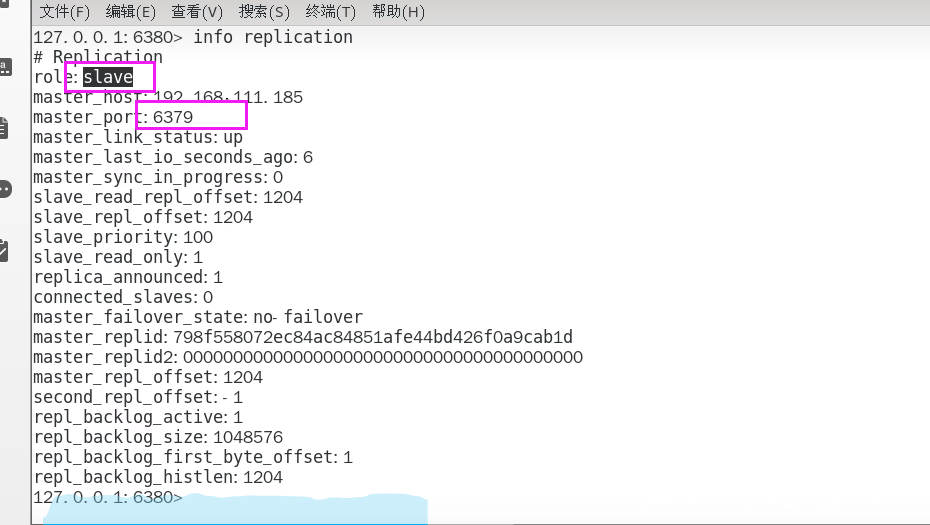 文件(F) 编辑(E) 查看(V) 搜索(S) 终端(T) 帮助(H)
127.0.0.1:6380> info replication
# Replication
role:slave
master_host:192.168.111.185
master_port:6379
master_link_status:up
master_last_io_seconds_ago:6
master_sync_in_progress:0
slave_read_repl_offset:1204
slave_repl_offset:1204
slave_priority:100
slave_read_only:1
replica_announced:1
connected_slaves:0
master_failover_state:no-failover
master_replid:798f558072ec84ac84851afe44bd426f0a9cab1d
master_replid2:0000000000000000000000000000000000000000
master_repl_offset:1204
second_repl_offset:-1
repl_backlog_active:1
repl_backlog_size:1048576
repl_backlog_first_byte_offset:1
repl_backlog_histlen:1204
127.0.0.1:6380>